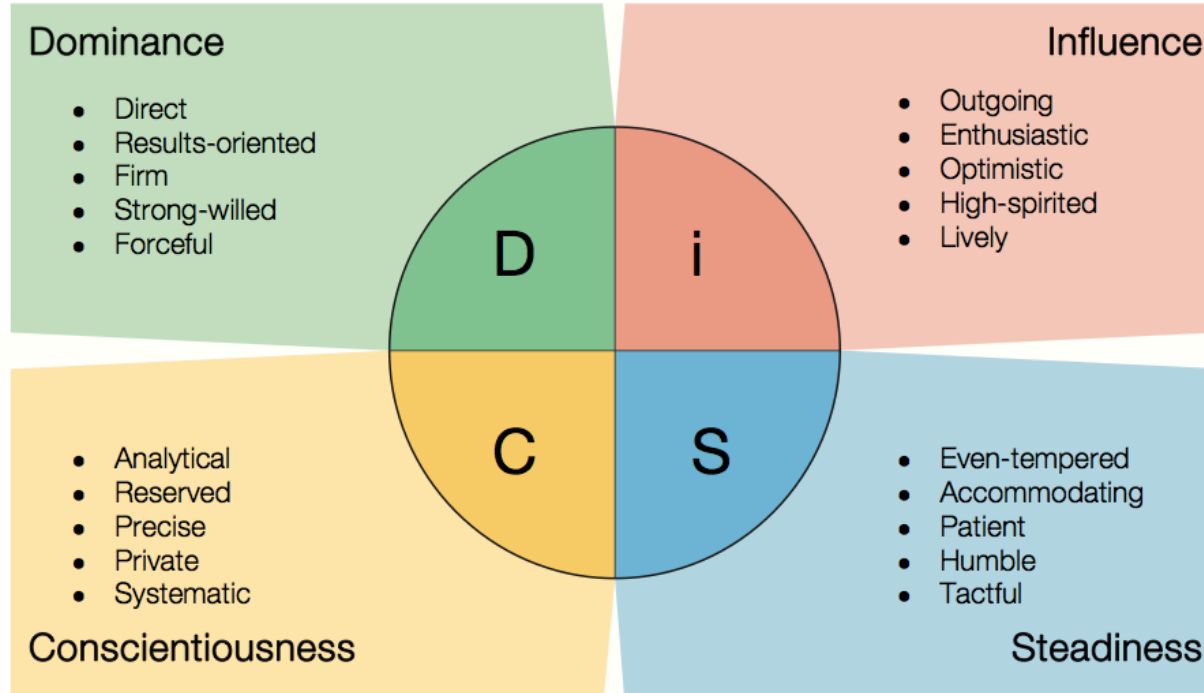 Dominance
• Direct
• Results-oriented
• Firm
• Strong-willed
• Forceful
Influence
• Outgoing
• Enthusiastic
• Optimistic
• High-spirited
• Lively
D
i
C
S
• Analytical
• Reserved
• Precise
• Private
• Systematic
Conscientiousness
• Even-tempered
• Accommodating
• Patient
• Humble
• Tactful
Steadiness